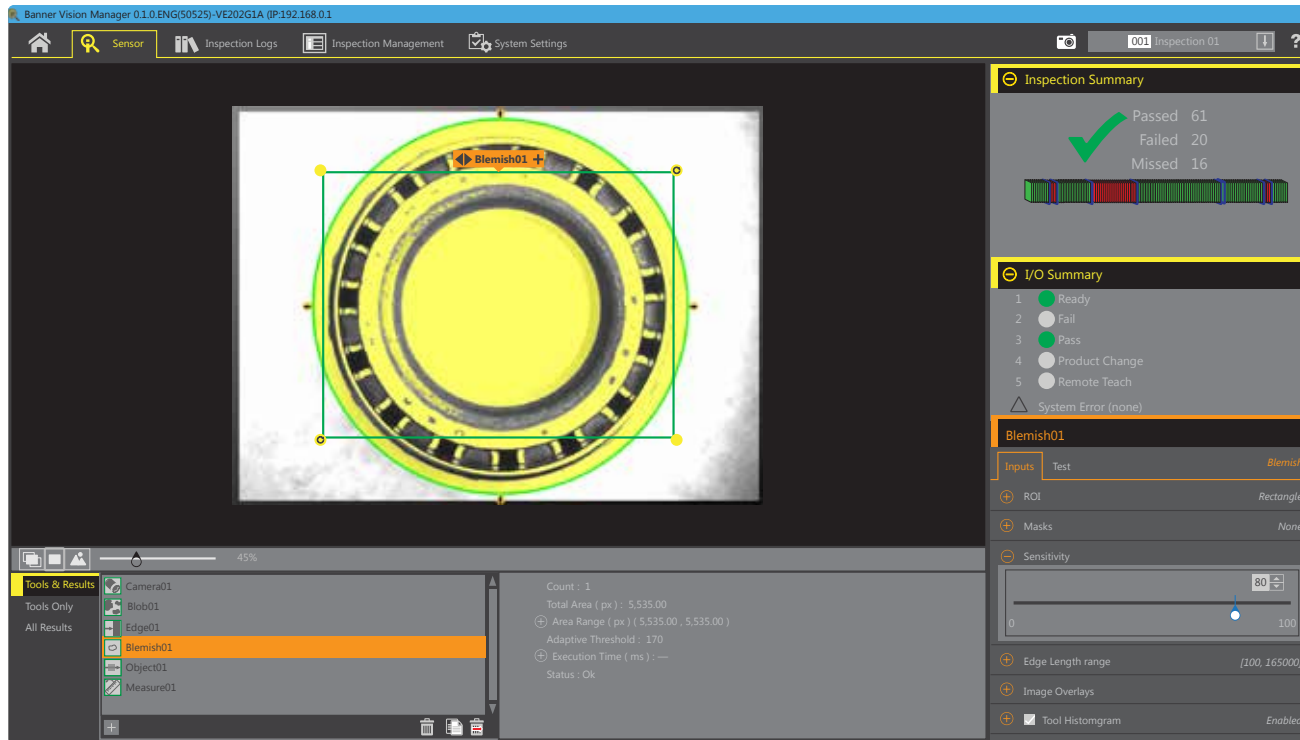 Banner Vision Manager 0.1.0.ENG(50525)-VE202G1A (IP:192.168.0.1
Sensor
Inspection Logs
Inspection Management
System Settings
001 Inspection 01
?
Inspection Summary
Passed 61
Failed 20
Missed 16
Blemish01
I/O Summary
1 Ready
2 Fail
3 Pass
4 Product Change
5 Remote Teach
System Error (none)
Blemish01
Inputs Test Blemish
ROI Rectangle
Masks None
Sensitivity
80
0 100
Edge Length range [100, 165000]
Image Overlays
Tool Histomgram Enabled
45%
Tools & Results
Tools Only
All Results
Camera01
Blob01
Edge01
Blemish01
Object01
Measure01
Count : 1
Total Area ( px ) : 5,535.00
Area Range ( px ) ( 5,535.00 , 5,535.00 )
Adaptive Threshold : 170
Execution Time ( ms ) : —
Status : Ok